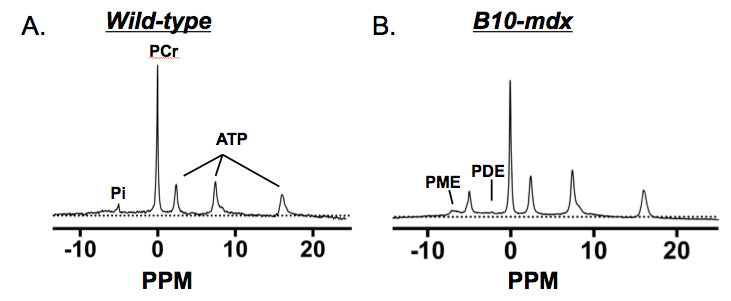 A.
Wild-type
PCr
ATP
Pi
-10 0 10 20
PPM
B.
B10-mdx
PDE
PME
-10 0 10 20
PPM